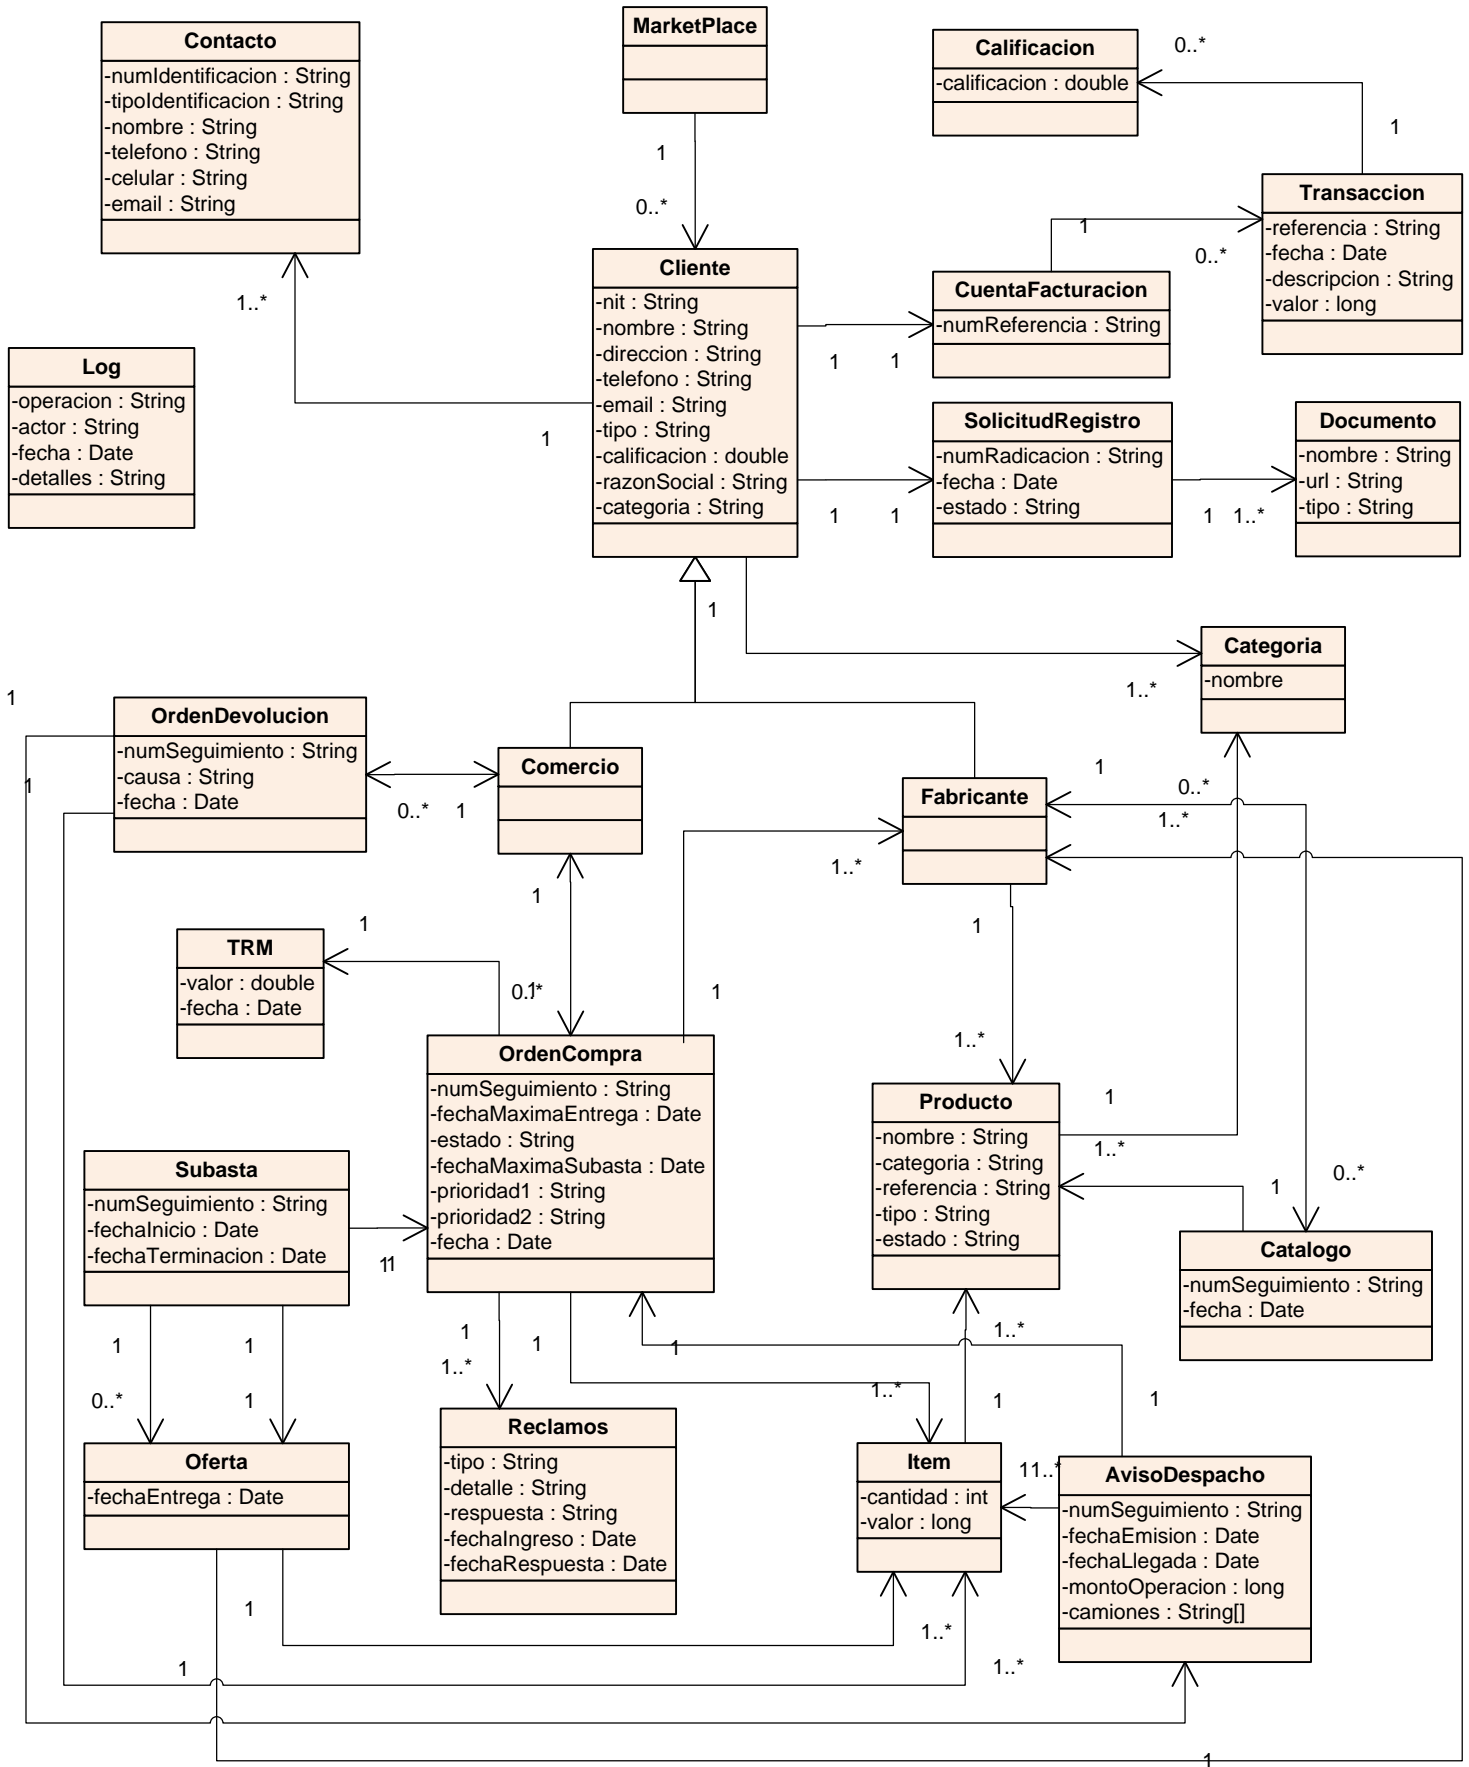 MarketPlace
Contacto
-numIdentificacion : String
-tipoIdentificacion : String
-nombre : String
-telefono : String
-celular : String
-email : String
Calificacion
-calificacion : double
0..*
1
1
0..*
Transaccion
-referencia : String
-fecha : Date
-descripcion : String
-valor : long
1
0..*
Cliente
-nit : String
-nombre : String
-direccion : String
-telefono : String
-email : String
-tipo : String
-calificacion : double
-razonSocial : String
-categoria : String
CuentaFacturacion
-numReferencia : String
1..*
1
1
1
Log
-operacion : String
-actor : String
-fecha : Date
-detalles : String
SolicitudRegistro
-numRadicacion : String
-fecha : Date
-estado : String
Documento
-nombre : String
-url : String
-tipo : String
1
1
1
1..*
1
Categoria
-nombre
1..*
1
1
OrdenDevolucion
-numSeguimiento : String
-causa : String
-fecha : Date
0..*
1
Comercio
Fabricante
1
0..*
1..*
1..*
1
1
1
TRM
-valor : double
-fecha : Date
0..*
1
1
1..*
OrdenCompra
-numSeguimiento : String
-fechaMaximaEntrega : Date
-estado : String
-fechaMaximaSubasta : Date
-prioridad1 : String
-prioridad2 : String
-fecha : Date
Producto
-nombre : String
-categoria : String
-referencia : String
-tipo : String
-estado : String
1
1..*
1
0..*
Subasta
-numSeguimiento : String
-fechaInicio : Date
-fechaTerminacion : Date
11
Catalogo
-numSeguimiento : String
-fecha : Date
1
1
1
1
1
1..*
0..*
1
1..*
1..*
1
1
Reclamos
-tipo : String
-detalle : String
-respuesta : String
-fechaIngreso : Date
-fechaRespuesta : Date
Oferta
-fechaEntrega : Date
Item
-cantidad : int
-valor : long
11..*
AvisoDespacho
-numSeguimiento : String
-fechaEmision : Date
-fechaLlegada : Date
-montoOperacion : long
-camiones : String[]
1
1..*
1
1..*
1